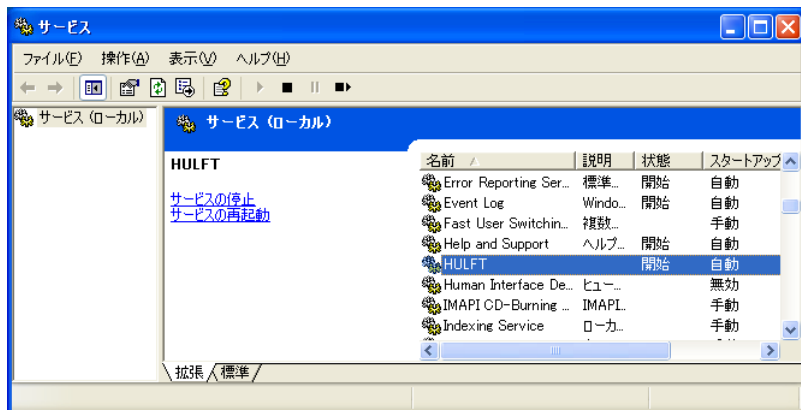 サービス
ファイル(F) 操作(A) 表示(V) ヘルプ(H)
サービス (ローカル)
サービス (ローカル)
HULFT
サービスの停止
サービスの再起動
名前 説明 状態 スタートアップ
Error Reporting Ser... 標準... 開始 自動
Event Log Windo... 開始 自動
Fast User Switchin... 複数... 手動
Help and Support ヘルプ... 開始 自動
HULFT 開始 自動
Human Interface De... ヒュー... 無効
IMAPI CD-Burning ... IMAPI... 手動
Indexing Service ローカ... 手動
拡張 標準